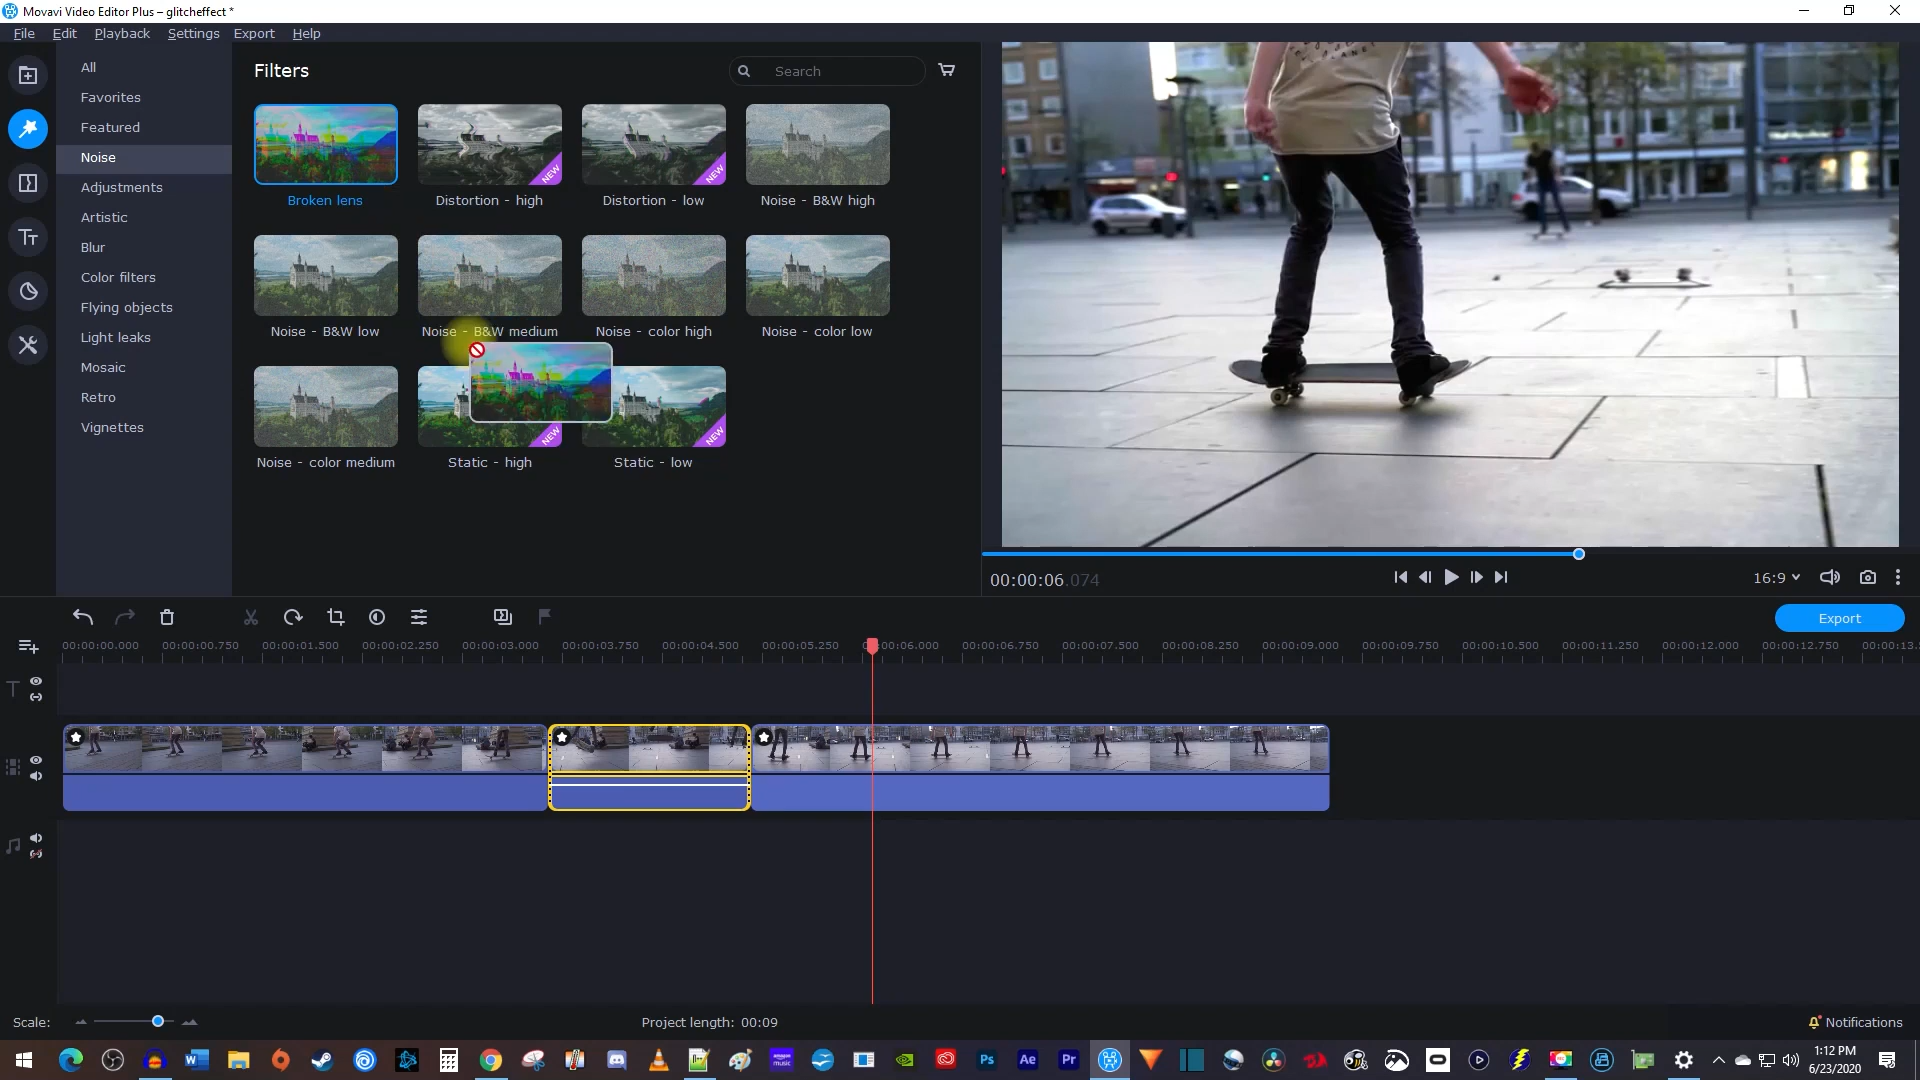 Movavi Video Editor Plus – glitcheffect *
File Edit Playback Settings Export Help
All
Favorites
Featured
Noise
Adjustments
Artistic
Blur
Color filters
Flying objects
Light leaks
Mosaic
Retro
Vignettes
Filters
Search
NEW NEW
Broken lens Distortion - high Distortion - low Noise - B&W high
Noise - B&W low Noise - B&W medium Noise - color high Noise - color low
NEW NEW
Noise - color medium Static - high Static - low
PLANET
00:00:06.074
16:9
Export
00:00:00.000 00:00:00.750 00:00:01.500 00:00:02.250 00:00:03.000 00:00:03.750 00:00:04.500 00:00:05.250 00:00:06.000 00:00:06.750 00:00:07.500 00:00:08.250 00:00:09.000 00:00:09.750 00:00:10.500 00:00:11.250 00:00:12.000 00:00:12.750 00:00:13.
Scale:
Project length: 00:09
Notifications
Ps Ae Pr
1:12 PM
6/23/2020